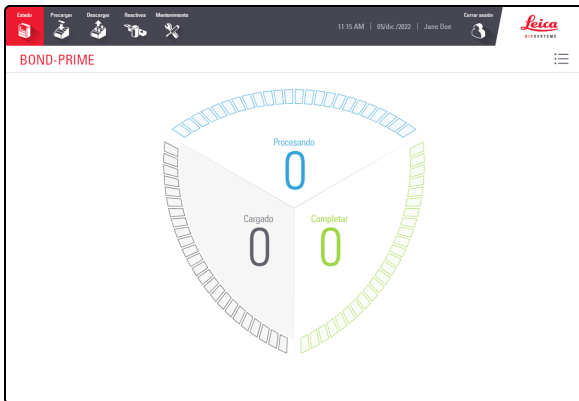 Estado Precargar Descargar Reactivos Mantenimiento Cerrar sesión
11:15 AM | 05/dic./2022 | Jane Doe
Leica
BIOSYSTEMS
BOND-PRIME
Procesando
0
Cargado Completar
0 0